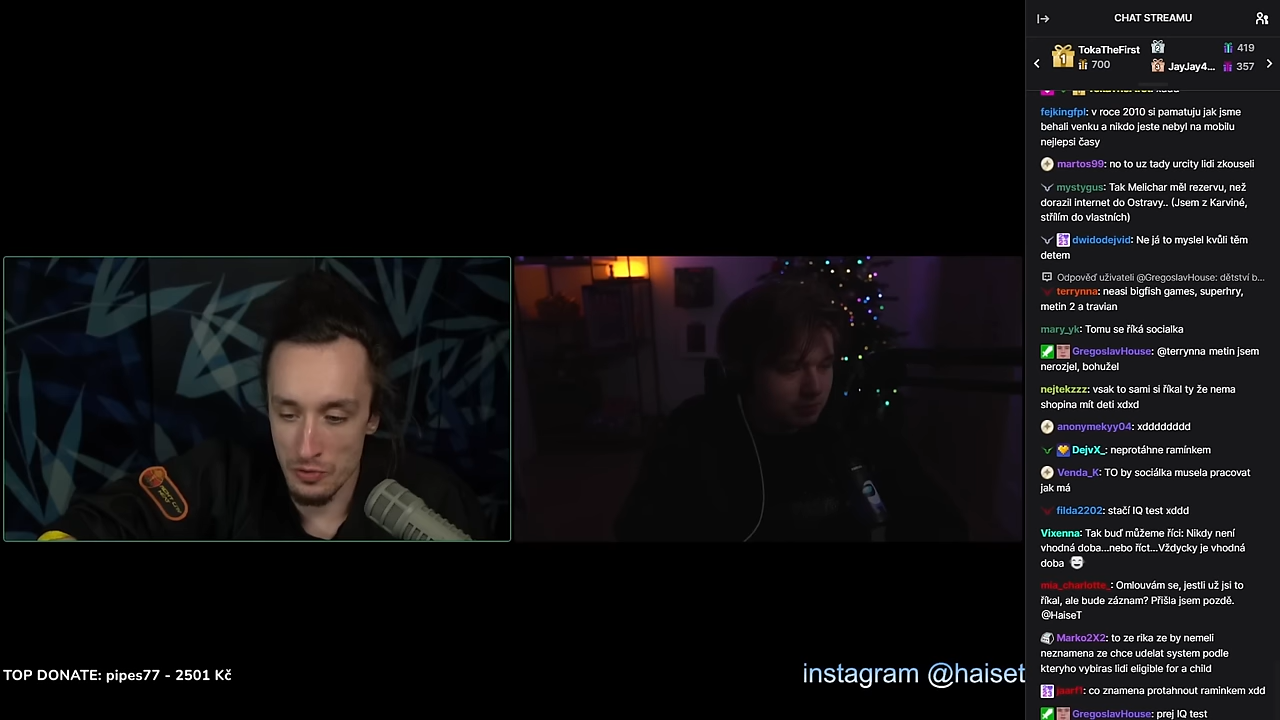 CHAT STREAMU
TokaTheFirst
700
419
JayJay4...
357
fejkingfpl: v roce 2010 si pamatuju jak jsme
behali venku a nikdo jeste nebyl na mobilu
nejlepsi časy
martos99: no to uz tady urcity lidi zkouseli
mystygus: Tak Melichar měl rezervu, než
dorazil internet do Ostravy.. (Jsem z Karviné,
střílím do vlastních)
dwidodejvid: Ne já to myslel kvůli těm
detem
Odpověď uživateli @GregoslavHouse: dětství b...
terrynna: neasi bigfish games, superhry,
metin 2 a travian
mary_yk: Tomu se říká socialka
GregoslavHouse: @terrynna metin jsem
nerozjel, bohužel
nejtekzzz: vsak to sami si říkal ty že nema
shopina mít deti xdxd
anonymekyy04: xdddddddd
DejvX_: neprotáhne ramínkem
Venda_K: TO by sociálka musela pracovat
jak má
filda2202: stačí IQ test xddd
Vixenna: Tak buď můžeme říci: Nikdy není
vhodná doba...nebo říct...Vždycky je vhodná
doba
mia_charlotte_: Omlouvám se, jestli už jsi to
říkal, ale bude záznam? Přišla jsem pozdě.
@HaiseT
Marko2X2: to ze rika ze by nemeli
neznamena ze chce udelat system podle
kteryho vybiras lidi eligible for a child
jaarf1: co znamena protahnout raminkem xdd
GregoslavHouse: prej IQ test
TOP DONATE: pipes77 - 2501 Kč
instagram @haiset